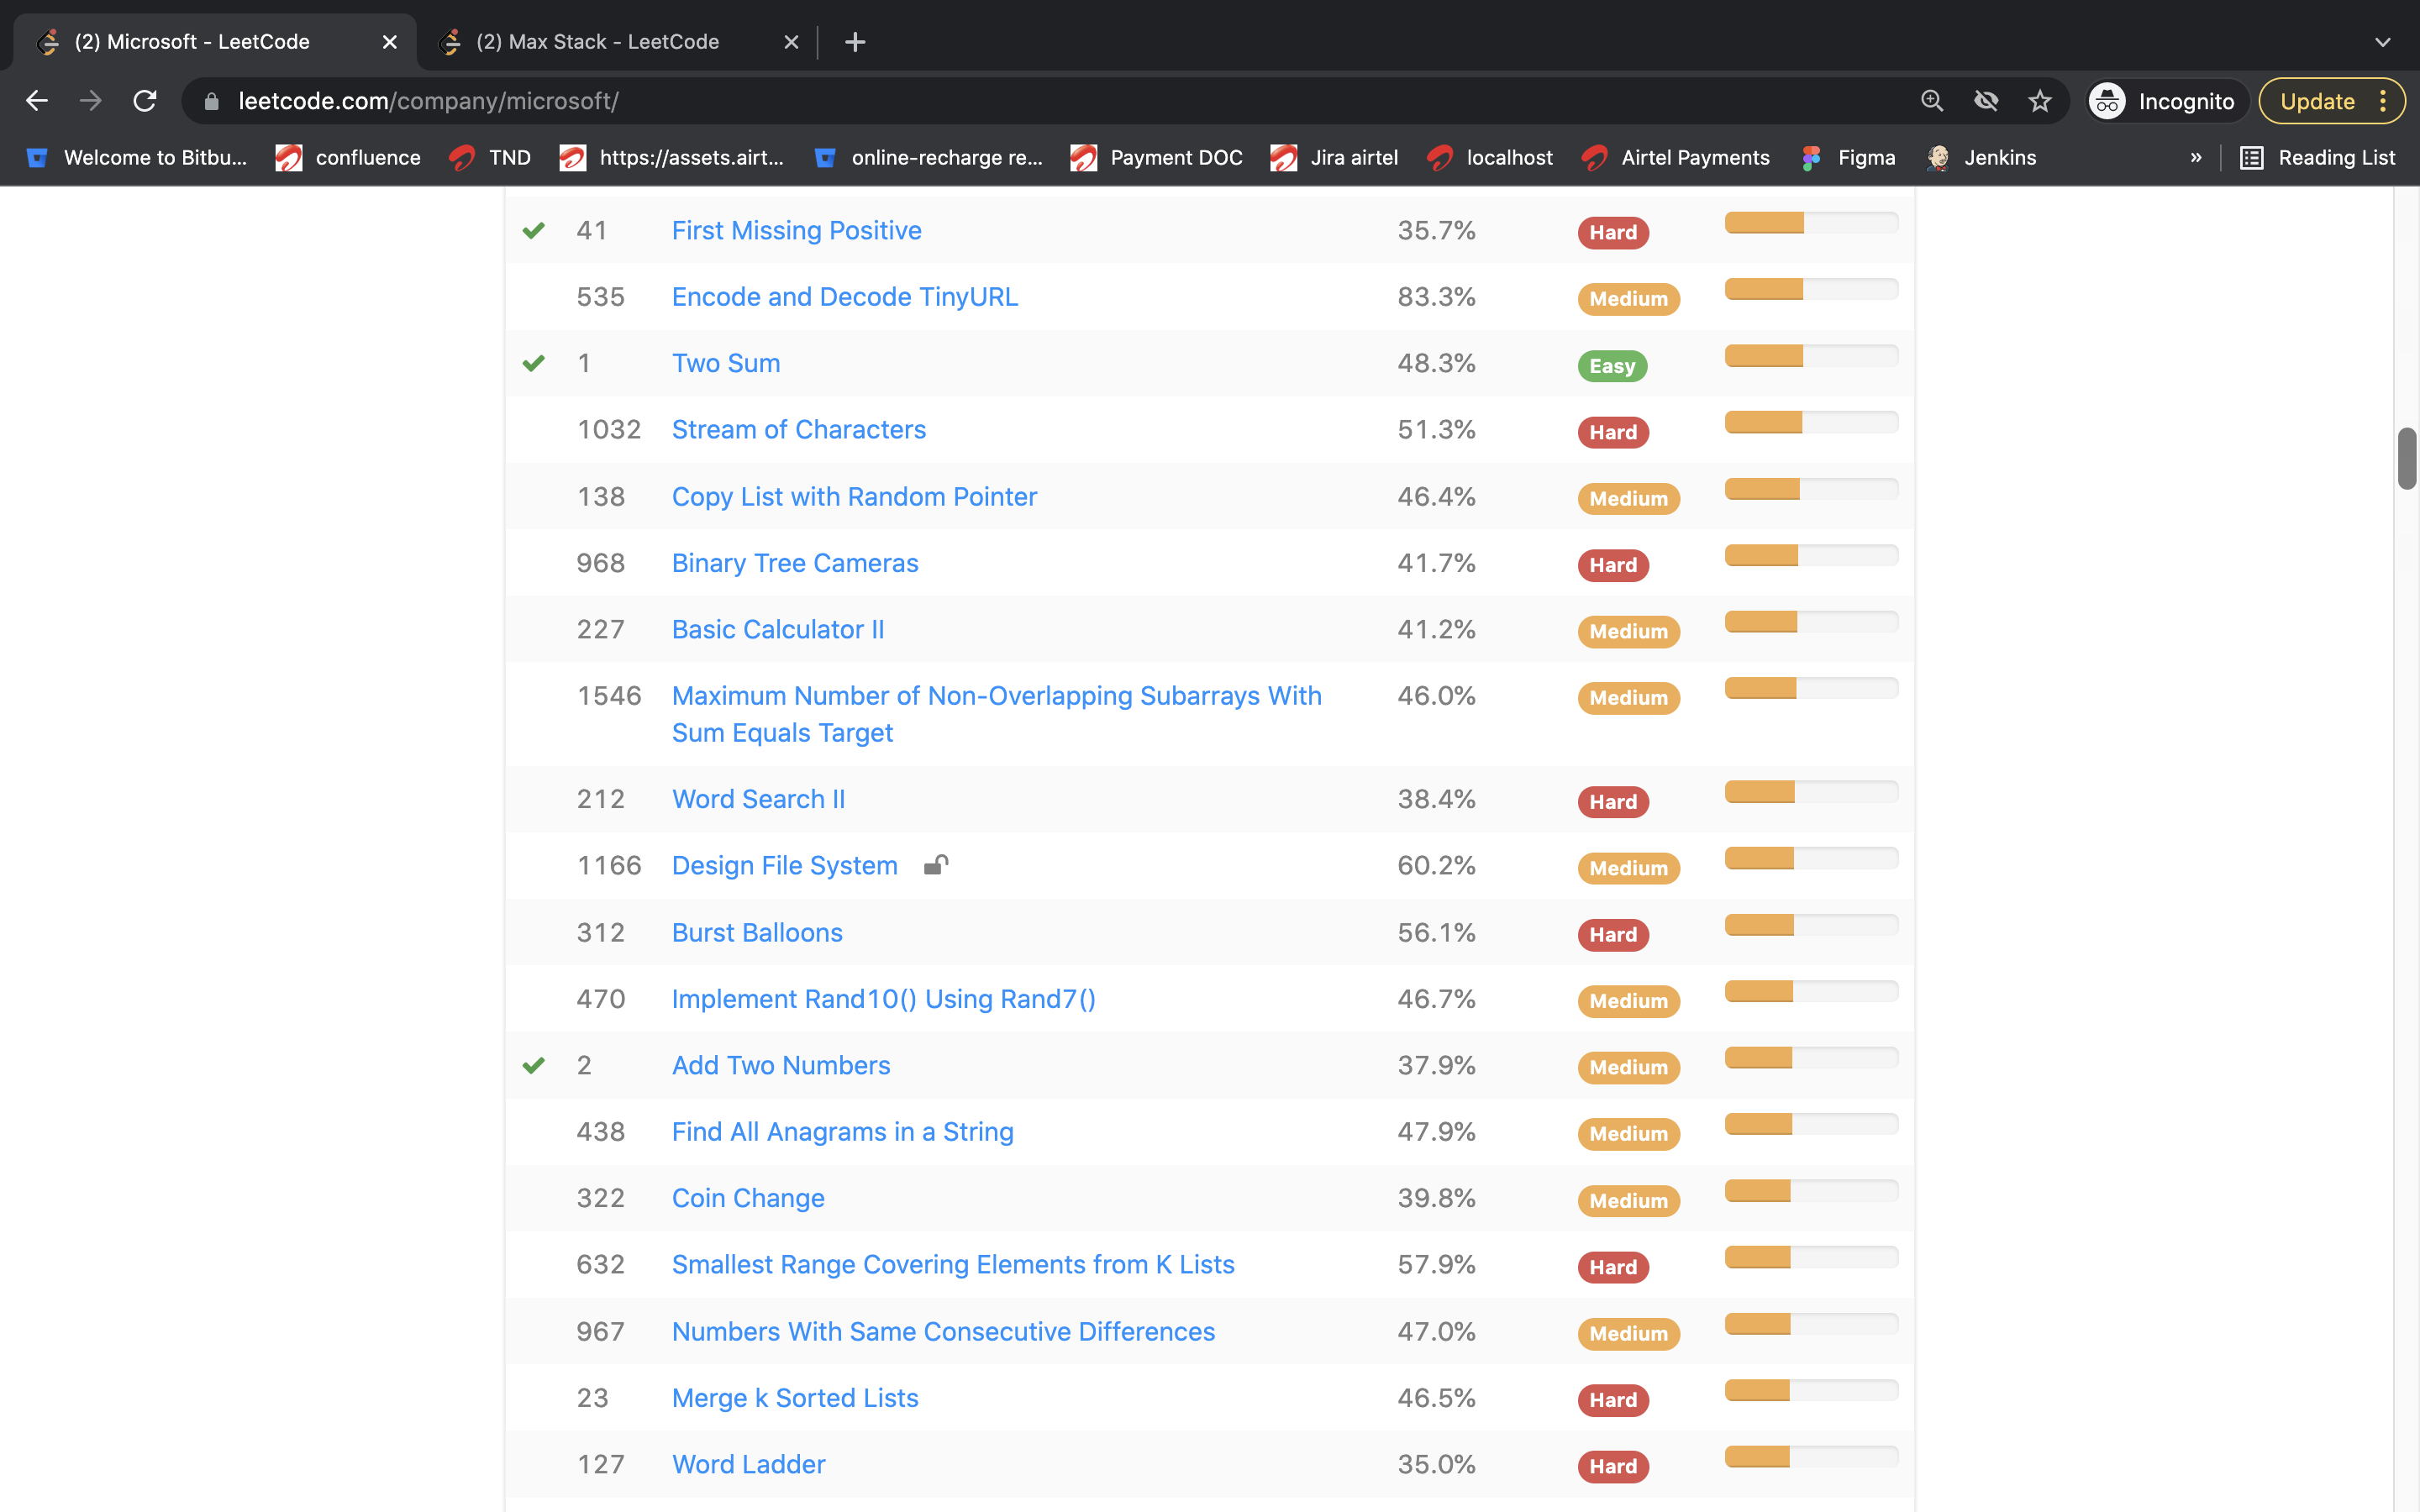 (2) Microsoft - LeetCode
(2) Max Stack - LeetCode
leetcode.com/company/microsoft/
Incognito
Update
Welcome to Bitbu...
confluence
TND
https://assets.airt...
online-recharge re...
Payment DOC
Jira airtel
localhost
Airtel Payments
Figma
Jenkins
»
Reading List
41 First Missing Positive 35.7% Hard
535 Encode and Decode TinyURL 83.3% Medium
1 Two Sum 48.3% Easy
1032 Stream of Characters 51.3% Hard
138 Copy List with Random Pointer 46.4% Medium
968 Binary Tree Cameras 41.7% Hard
227 Basic Calculator II 41.2% Medium
1546 Maximum Number of Non-Overlapping Subarrays With 46.0% Medium
Sum Equals Target
212 Word Search II 38.4% Hard
1166 Design File System 60.2% Medium
312 Burst Balloons 56.1% Hard
470 Implement Rand10() Using Rand7() 46.7% Medium
2 Add Two Numbers 37.9% Medium
438 Find All Anagrams in a String 47.9% Medium
322 Coin Change 39.8% Medium
632 Smallest Range Covering Elements from K Lists 57.9% Hard
967 Numbers With Same Consecutive Differences 47.0% Medium
23 Merge k Sorted Lists 46.5% Hard
127 Word Ladder 35.0% Hard